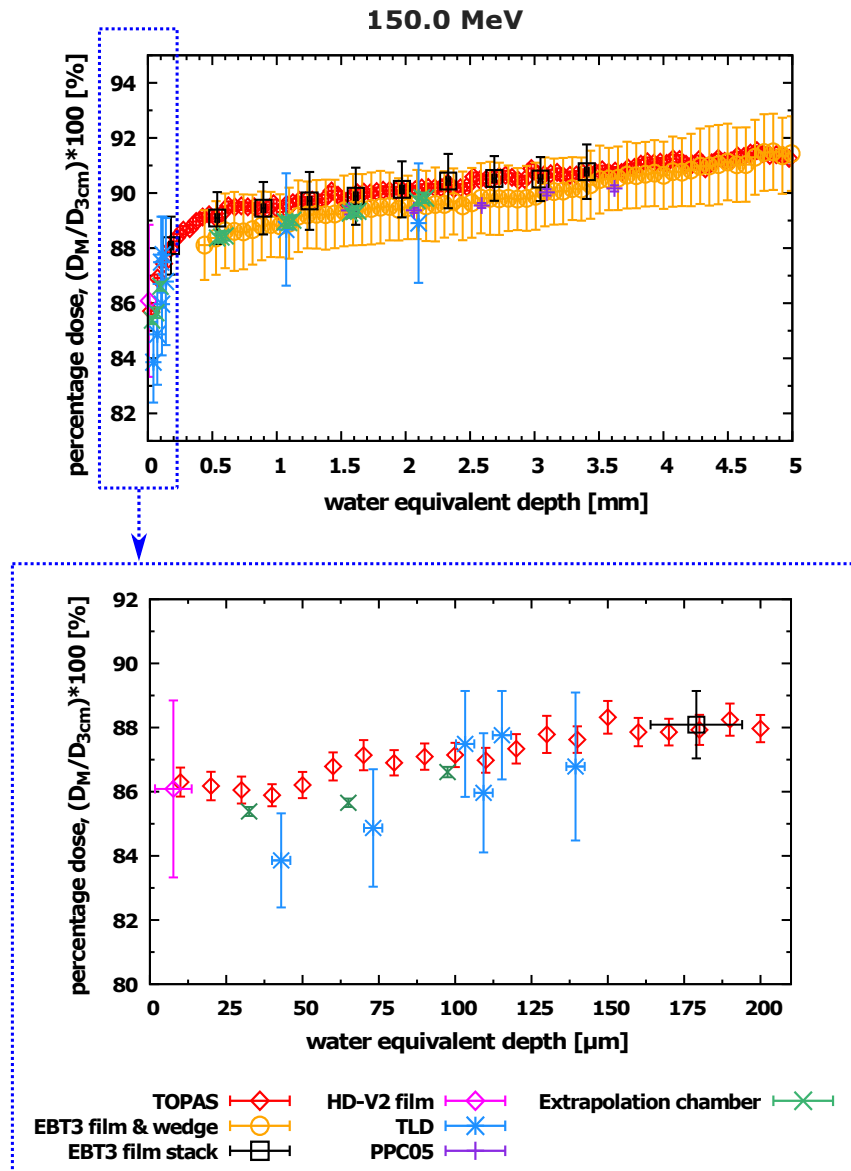 150.0 MeV
percentage dose, (D_M/D_3cm)*100 [%]
94
92
90
88
86
84
82
0 0.5 1 1.5 2 2.5 3 3.5 4 4.5 5
water equivalent depth [mm]
percentage dose, (D_M/D_3cm)*100 [%]
92
90
88
86
84
82
80
0 25 50 75 100 125 150 175 200
water equivalent depth [µm]
TOPAS HD-V2 film Extrapolation chamber
EBT3 film & wedge TLD
EBT3 film stack PPC05